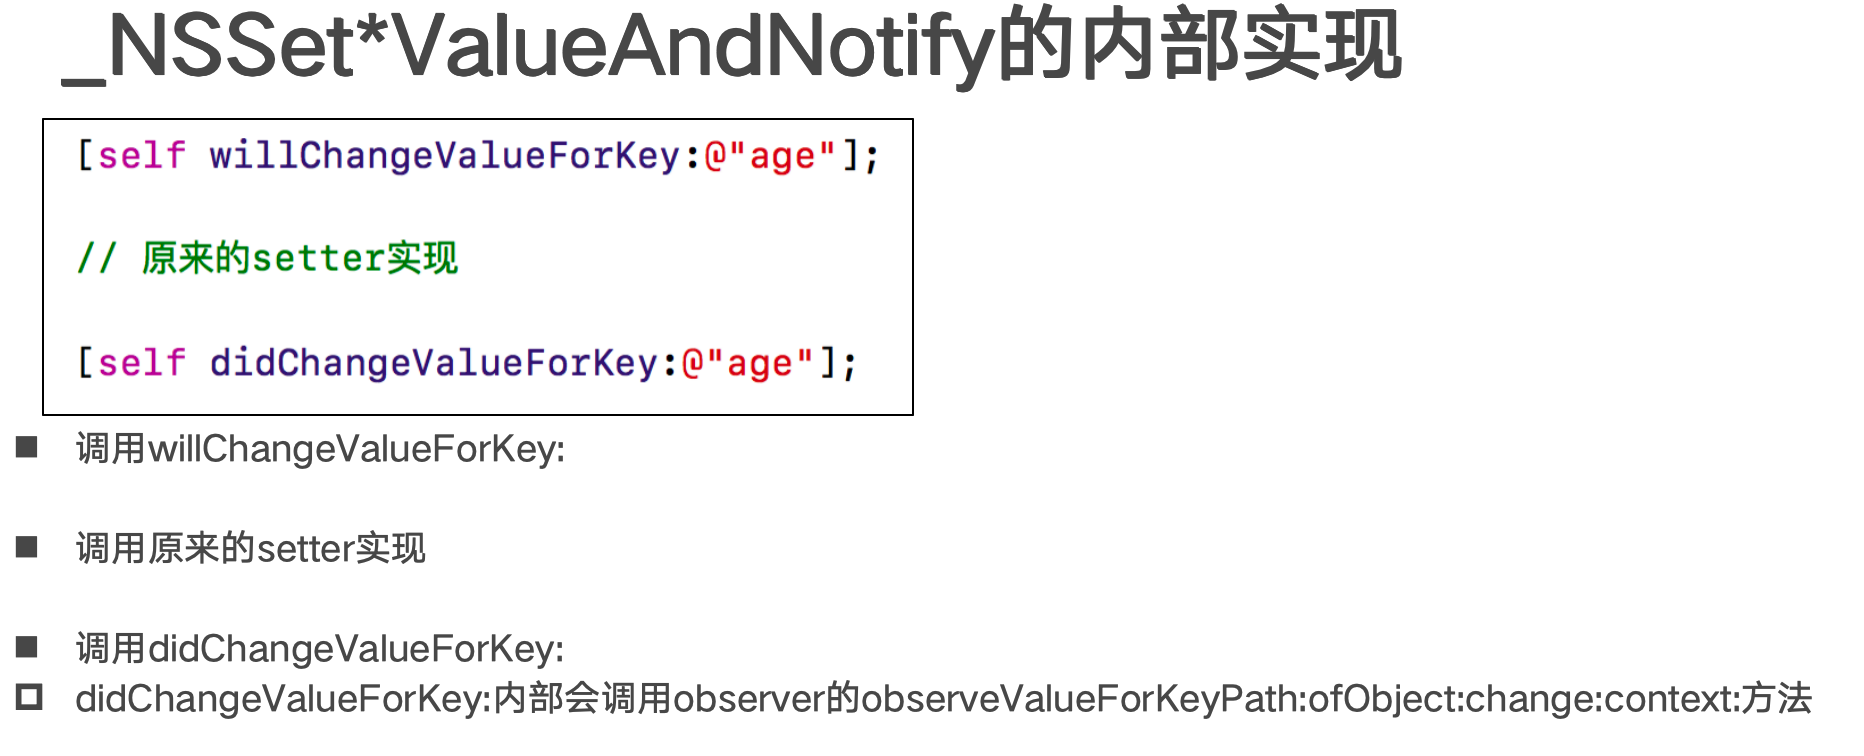 _NSSet*ValueAndNotify的内部实现
[self willChangeValueForKey:@"age"];
// 原来的setter实现
[self didChangeValueForKey:@"age"];
调用willChangeValueForKey:
调用原来的setter实现
调用didChangeValueForKey:
didChangeValueForKey:内部会调用observer的observeValueForKeyPath:ofObject:change:context:方法